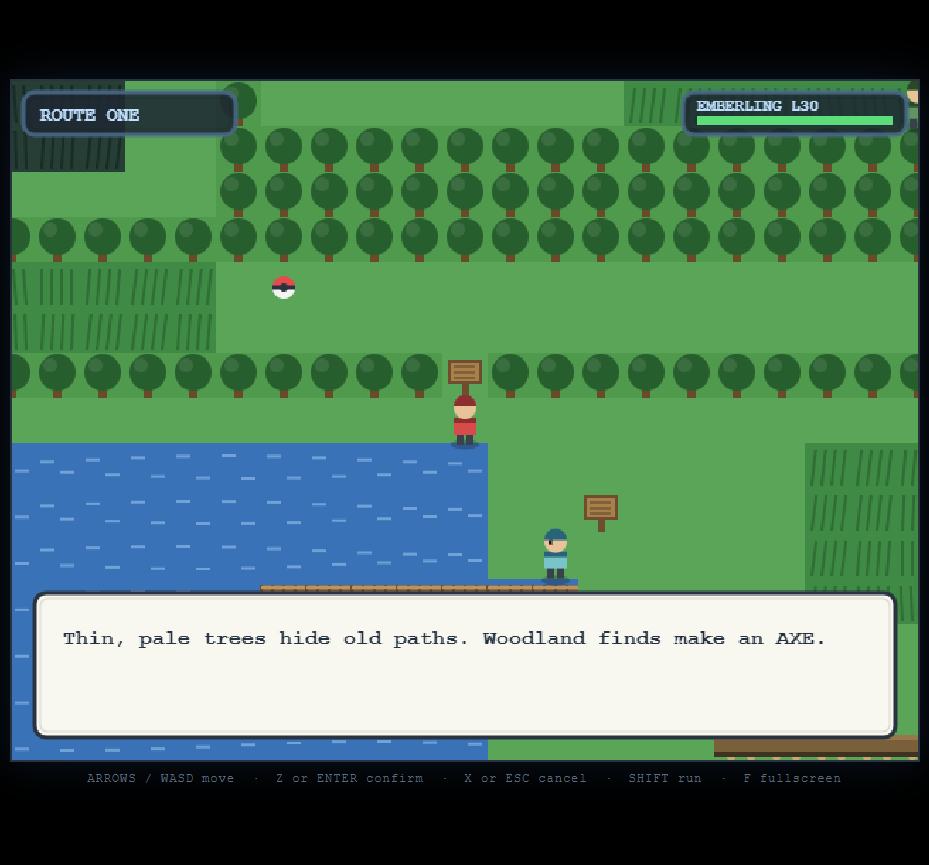 ROUTE ONE
EMBERLING L30
Thin, pale trees hide old paths. Woodland finds make an AXE.
ARROWS / WASD move · Z or ENTER confirm · X or ESC cancel · SHIFT run · F fullscreen